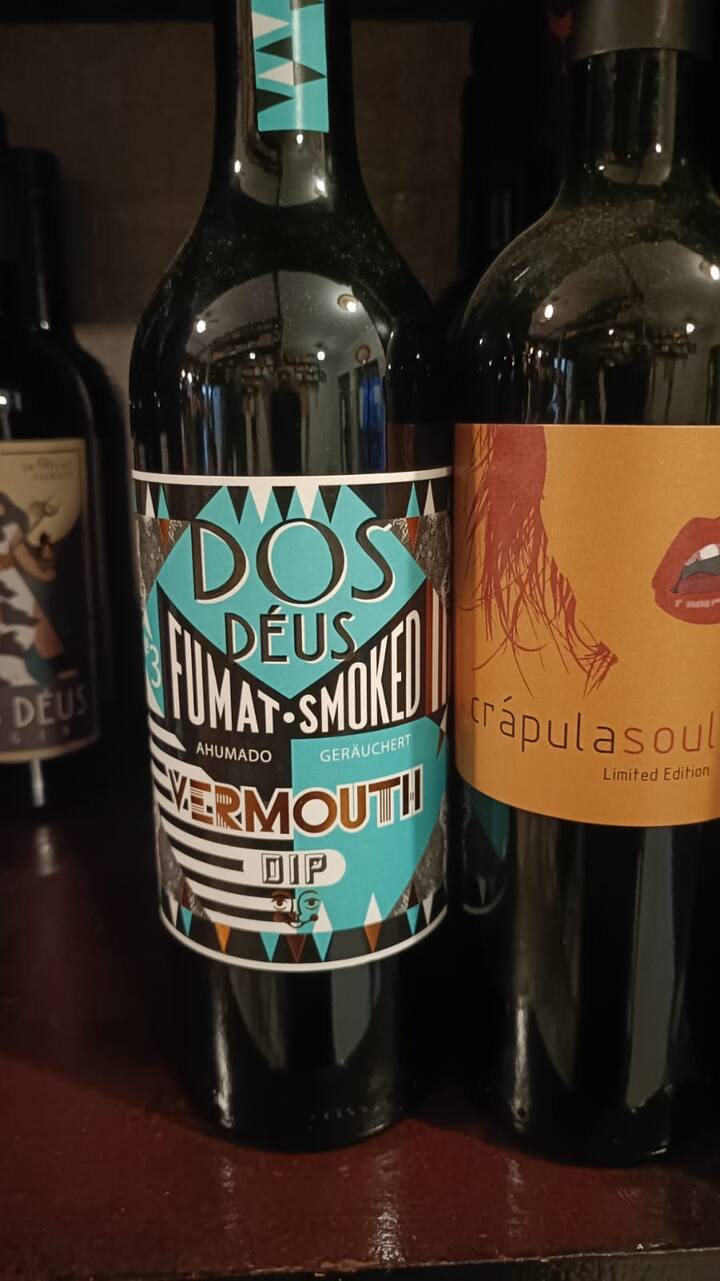 DOS
DÉUS
FUMAT·SMOKED
AHUMADO
GERÄUCHERT
VERMOUTH
DIP
crápulasoul
Limited Edition
DÉUS